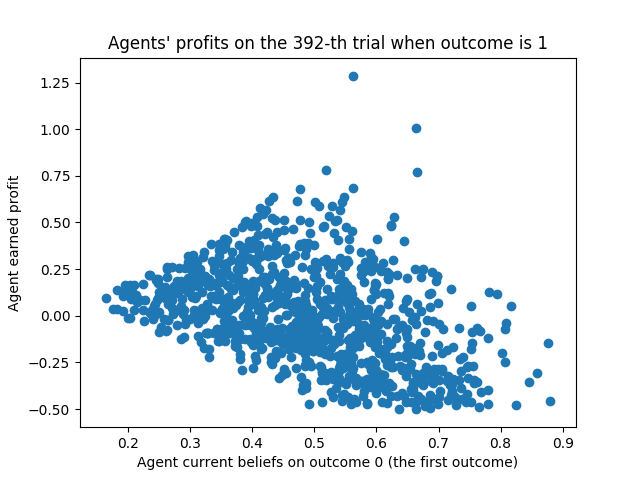 Agents' profits on the 392-th trial when outcome is 1
1.25
1.00
0.75
0.50
0.25
0.00
−0.25
−0.50
Agent earned profit
0.2 0.3 0.4 0.5 0.6 0.7 0.8 0.9
Agent current beliefs on outcome 0 (the first outcome)